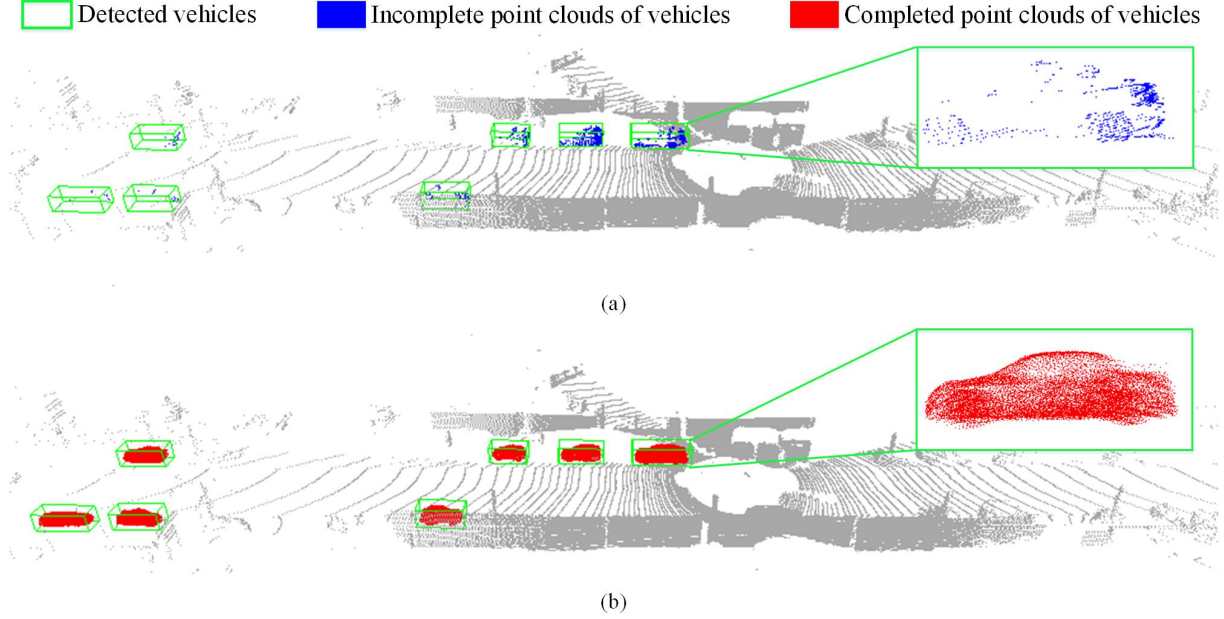 Detected vehicles Incomplete point clouds of vehicles Completed point clouds of vehicles
(a)
(b)